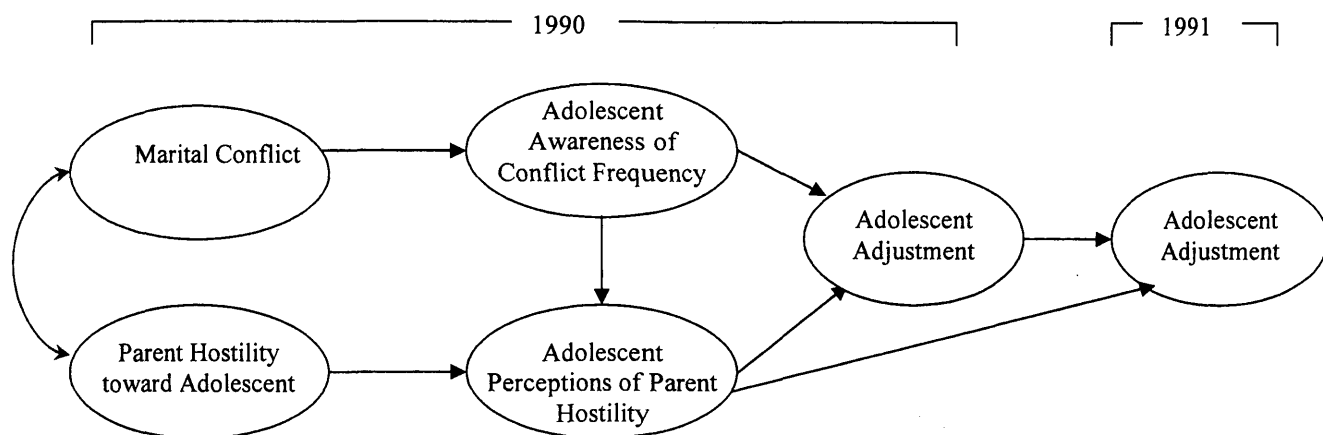 1990
1991
Marital Conflict
Adolescent
Awareness of
Conflict Frequency
Adolescent
Adjustment
Adolescent
Adjustment
Parent Hostility
toward Adolescent
Adolescent
Perceptions of Parent
Hostility